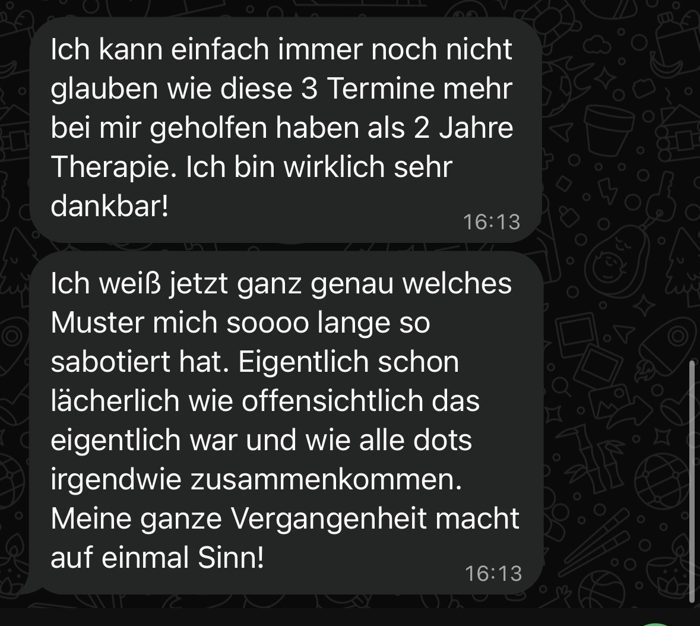 Ich kann einfach immer noch nicht
glauben wie diese 3 Termine mehr
bei mir geholfen haben als 2 Jahre
Therapie. Ich bin wirklich sehr
dankbar!
16:13
Ich weiß jetzt ganz genau welches
Muster mich soooo lange so
sabotiert hat. Eigentlich schon
lächerlich wie offensichtlich das
eigentlich war und wie alle dots
irgendwie zusammenkommen.
Meine ganze Vergangenheit macht
auf einmal Sinn!
16:13